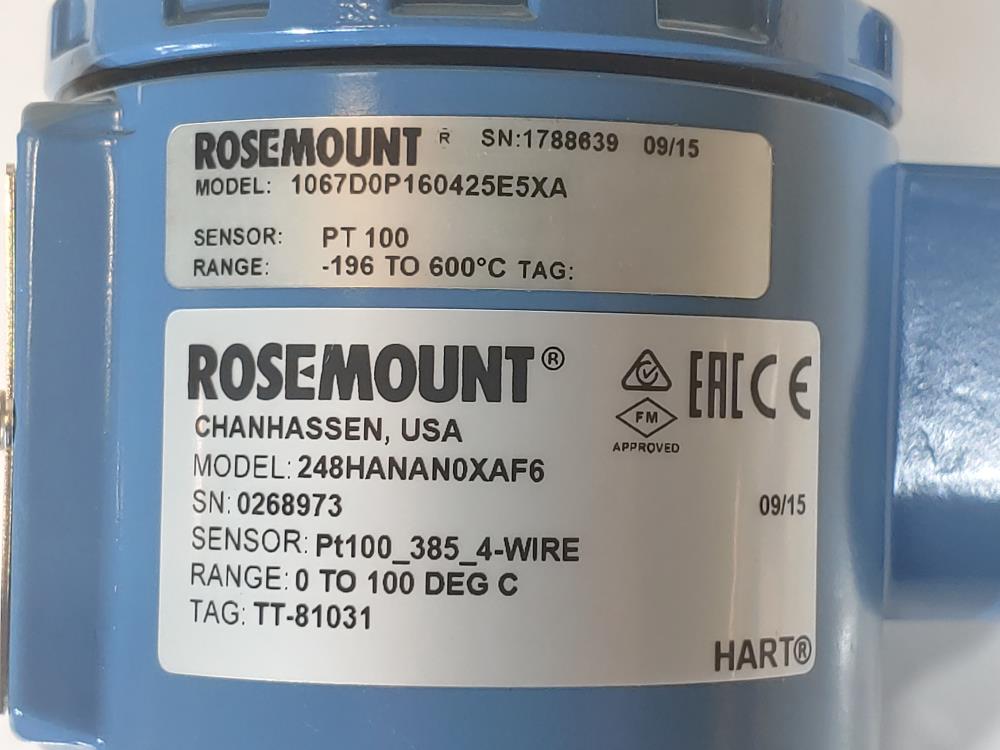 ROSEMOUNT R SN:1788639 09/15
MODEL: 1067D0P160425E5XA
SENSOR: PT 100
RANGE: -196 TO 600°C TAG:
ROSEMOUNT®
CHANHASSEN, USA
MODEL: 248HANAN0XAF6
SN: 0268973
SENSOR: Pt100_385_4-WIRE
RANGE: 0 TO 100 DEG C
TAG: TT-81031
EAC CE
FM
APPROVED
09/15
HART®